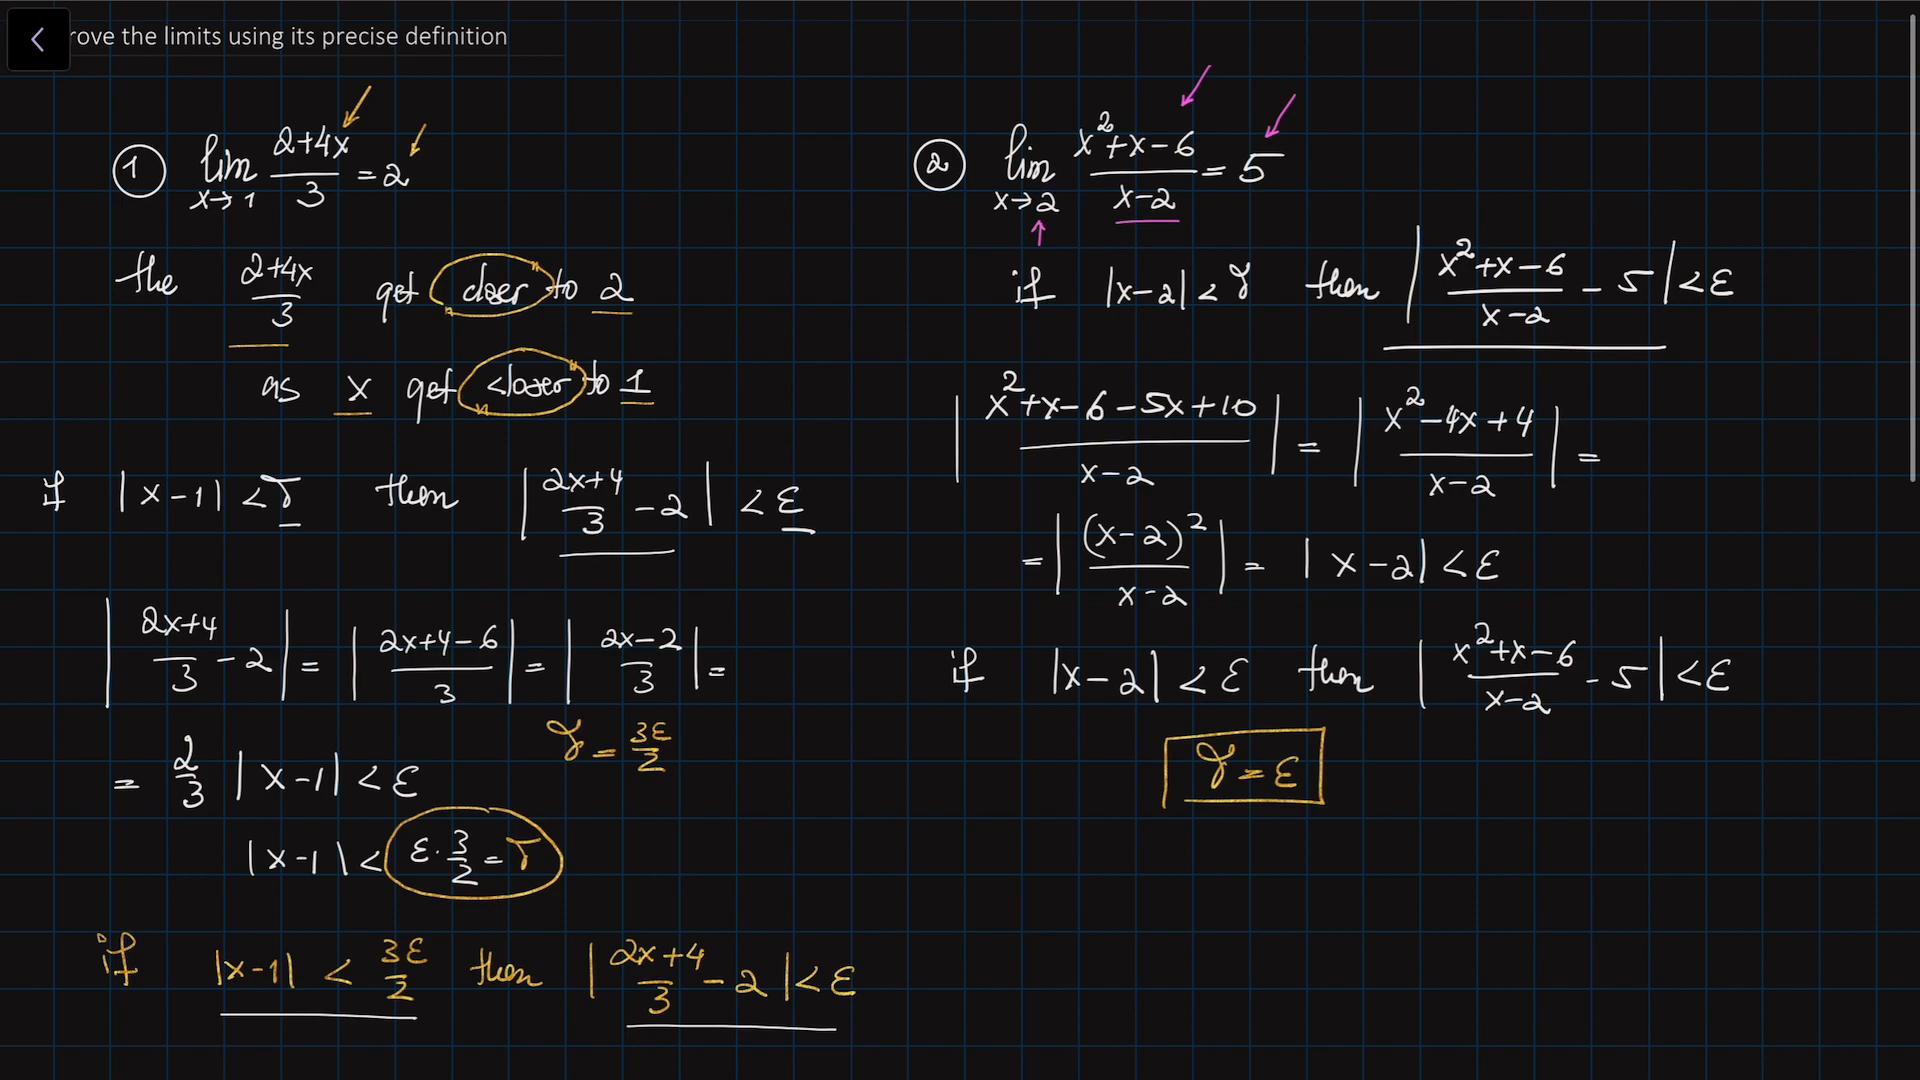 rove the limits using its precise definition
1 lim x→1 (2+4x)/3 = 2
the (2+4x)/3 get closer to 2
as x get closer to 1
if |x-1| < δ then |(2x+4)/3 - 2| < ε
|(2x+4)/3 - 2| = |(2x+4-6)/3| = |(2x-2)/3| =
= 2/3 |x-1| < ε
δ = 3ε/2
|x-1| < ε · 3/2 = δ
if |x-1| < 3ε/2 then |(2x+4)/3 - 2| < ε
2 lim x→2 (x²+x-6)/(x-2) = 5
if |x-2| < δ then |(x²+x-6)/(x-2) - 5| < ε
|(x²+x-6-5x+10)/(x-2)| = |(x²-4x+4)/(x-2)| =
= |(x-2)²/(x-2)| = |x-2| < ε
if |x-2| < ε then |(x²+x-6)/(x-2) - 5| < ε
δ = ε